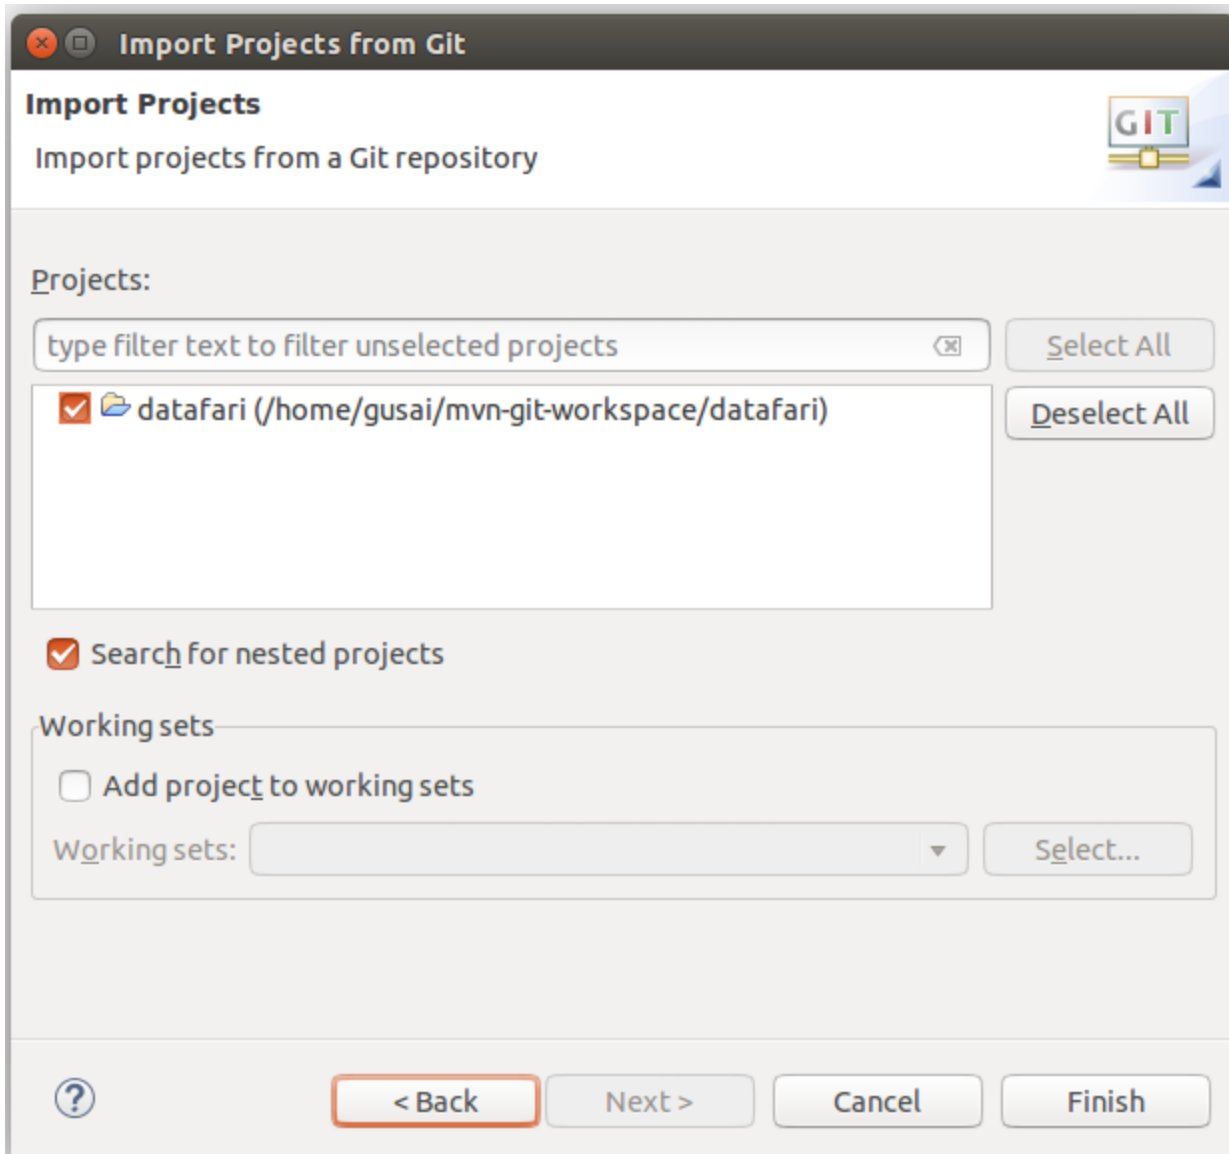 Import Projects from Git
Import Projects
Import projects from a Git repository
GIT
Projects:
type filter text to filter unselected projects
Select All
datafari (/home/gusai/mvn-git-workspace/datafari)
Deselect All
Search for nested projects
Working sets
Add project to working sets
Working sets:
Select...
?
< Back
Next >
Cancel
Finish